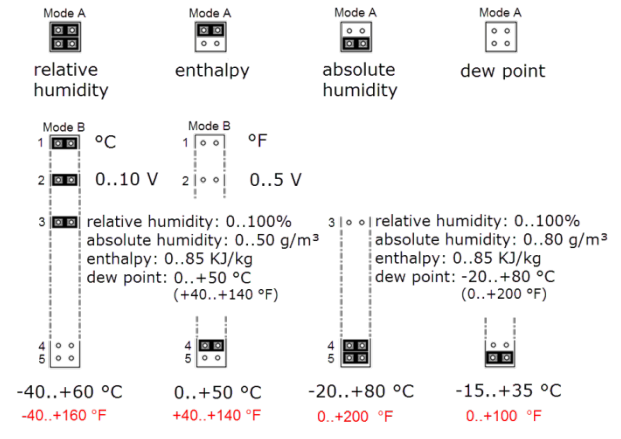 Mode A
relative
humidity
Mode A
enthalpy
Mode A
absolute
humidity
Mode A
dew point
Mode B
1 °C
2 0..10 V
3 relative humidity: 0..100%
absolute humidity: 0..50 g/m³
enthalpy: 0..85 KJ/kg
dew point: 0..+50 °C
(+40..+140 °F)
Mode B
1 °F
2 0..5 V
3 relative humidity: 0..100%
absolute humidity: 0..80 g/m³
enthalpy: 0..85 KJ/kg
dew point: -20..+80 °C
(0..+200 °F)
4
5
-40..+60 °C
-40..+160 °F
4
5
0..+50 °C
+40..+140 °F
4
5
-20..+80 °C
0..+200 °F
-15..+35 °C
0..+100 °F